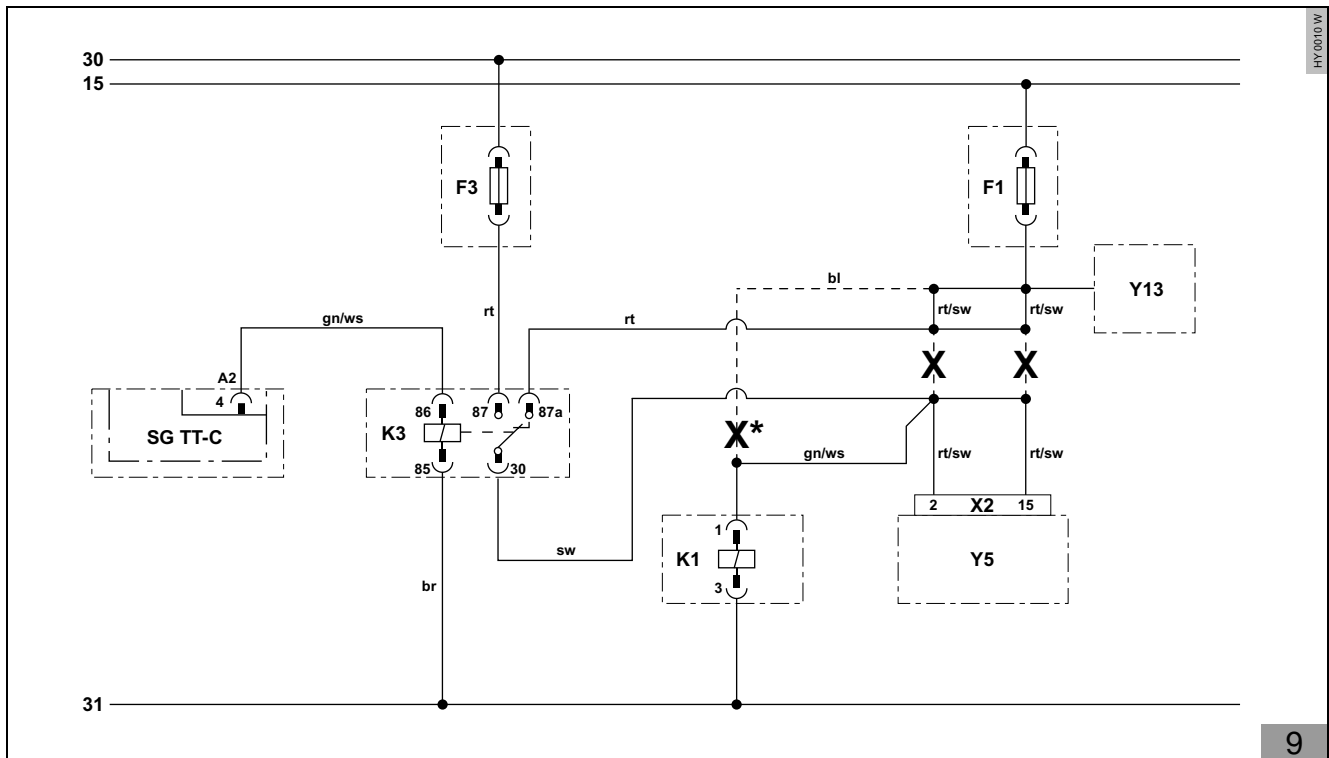 HY 0010 W
30
15
F3
F1
bl
Y13
rt/sw
rt/sw
gn/ws
rt
rt
A2
4
X
X
86
87
87a
SG TT-C
K3
X*
85
30
gn/ws
rt/sw
rt/sw
2
X2
15
1
sw
K1
Y5
br
3
31
9